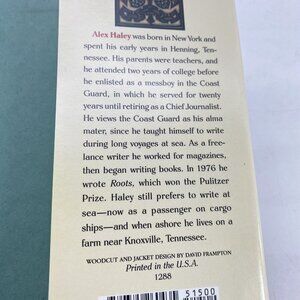 Alex Haley was born in New York and
spent his early years in Henning, Ten-
nessee. His parents were teachers, and
he attended two years of college before
he enlisted as a messboy in the Coast
Guard, in which he served for twenty
years until retiring as a Chief Journalist.
He views the Coast Guard as his alma
mater, since he taught himself to write
during long voyages at sea. As a free-
lance writer he worked for magazines,
then began writing books. In 1976 he
wrote Roots, which won the Pulitzer
Prize. Haley still prefers to write at
sea—now as a passenger on cargo
ships—and when ashore he lives on a
farm near Knoxville, Tennessee.
WOODCUT AND JACKET DESIGN BY DAVID FRAMPTON
Printed in the U.S.A.
1288
51500